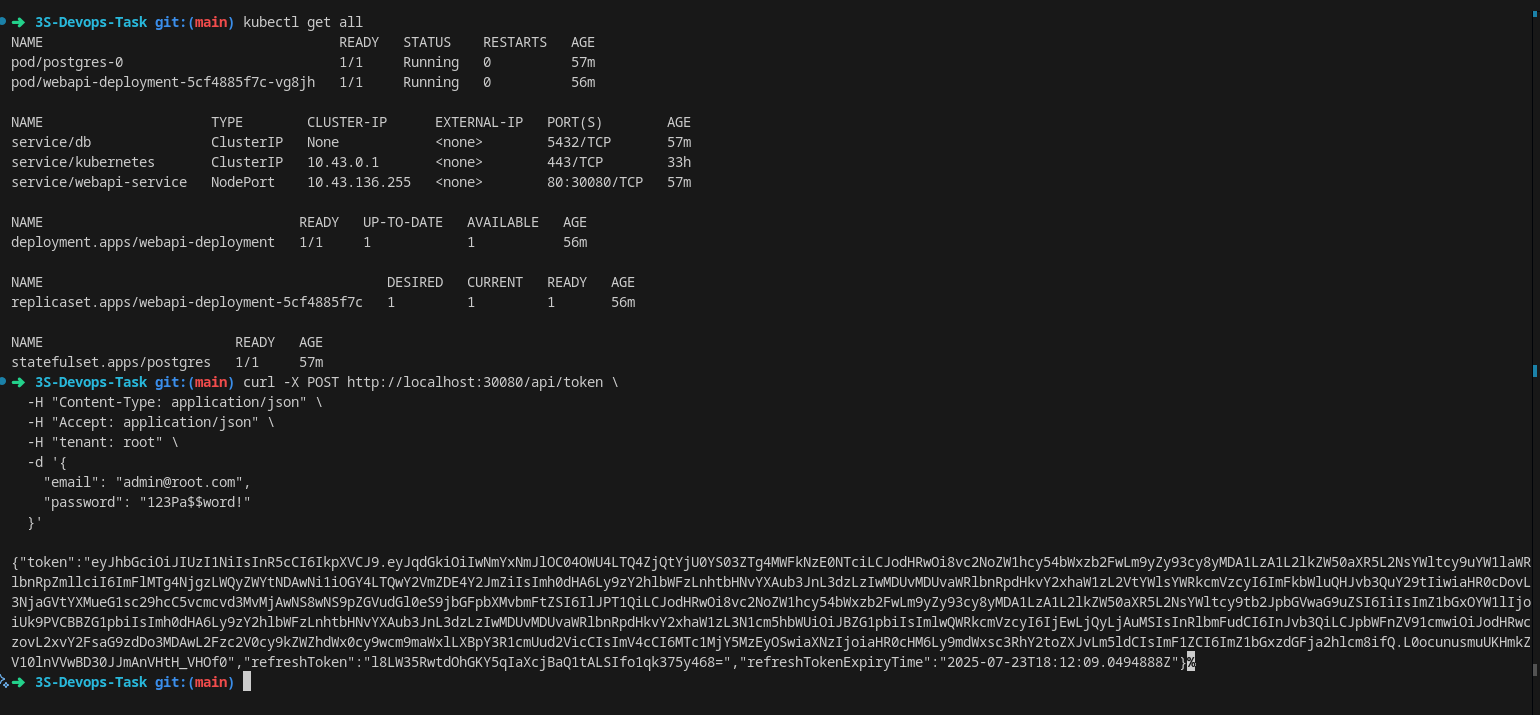 ➜ 3S-Devops-Task git:(main) kubectl get all
NAME READY STATUS RESTARTS AGE
pod/postgres-0 1/1 Running 0 57m
pod/webapi-deployment-5cf4885f7c-vg8jh 1/1 Running 0 56m
NAME TYPE CLUSTER-IP EXTERNAL-IP PORT(S) AGE
service/db ClusterIP None <none> 5432/TCP 57m
service/kubernetes ClusterIP 10.43.0.1 <none> 443/TCP 33h
service/webapi-service NodePort 10.43.136.255 <none> 80:30080/TCP 57m
NAME READY UP-TO-DATE AVAILABLE AGE
deployment.apps/webapi-deployment 1/1 1 1 56m
NAME DESIRED CURRENT READY AGE
replicaset.apps/webapi-deployment-5cf4885f7c 1 1 1 56m
NAME READY AGE
statefulset.apps/postgres 1/1 57m
➜ 3S-Devops-Task git:(main) curl -X POST http://localhost:30080/api/token \
-H "Content-Type: application/json" \
-H "Accept: application/json" \
-H "tenant: root" \
-d '{
"email": "admin@root.com",
"password": "123Pa$$word!"
}'
{"token":
","refreshToken":"l8LW35RwtdOhGKY5qIaXcjBaQ1tALSIfo1qk375y468=","refreshTokenExpiryTime":"2025-07-23T18:12:09.0494888Z"}%
➜ 3S-Devops-Task git:(main)